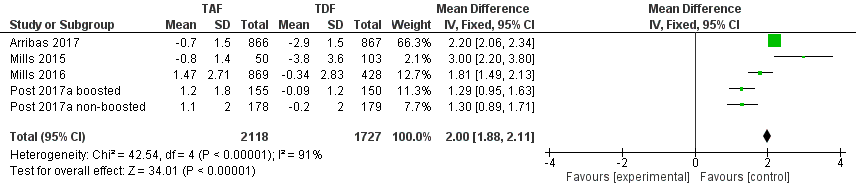 TAF TDF Mean Difference Mean Difference
Study or Subgroup Mean SD Total Mean SD Total Weight IV, Fixed, 95% CI IV, Fixed, 95% CI
Arribas 2017 -0.7 1.5 866 -2.9 1.5 867 66.3% 2.20 [2.06, 2.34]
Mills 2015 -0.8 1.4 50 -3.8 3.6 103 2.1% 3.00 [2.20, 3.80]
Mills 2016 1.47 2.71 869 -0.34 2.83 428 12.7% 1.81 [1.49, 2.13]
Post 2017a boosted 1.2 1.8 155 -0.09 1.2 150 11.3% 1.29 [0.95, 1.63]
Post 2017a non-boosted 1.1 2 178 -0.2 2 179 7.7% 1.30 [0.89, 1.71]
Total (95% CI) 2118 1727 100.0% 2.00 [1.88, 2.11]
Heterogeneity: Chi² = 42.54, df = 4 (P < 0.00001); I² = 91%
Test for overall effect: Z = 34.01 (P < 0.00001)
-4 -2 0 2 4
Favours [experimental] Favours [control]